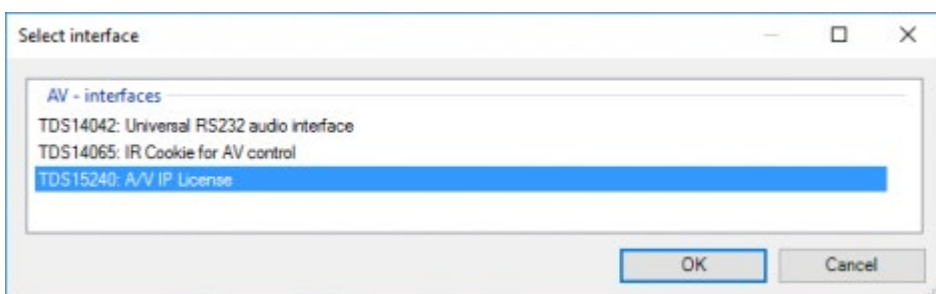 Select interface
AV - interfaces
TDS14042: Universal RS232 audio interface
TDS14065: IR Cookie for AV control
TDS15240: A/V IP License
OK
Cancel